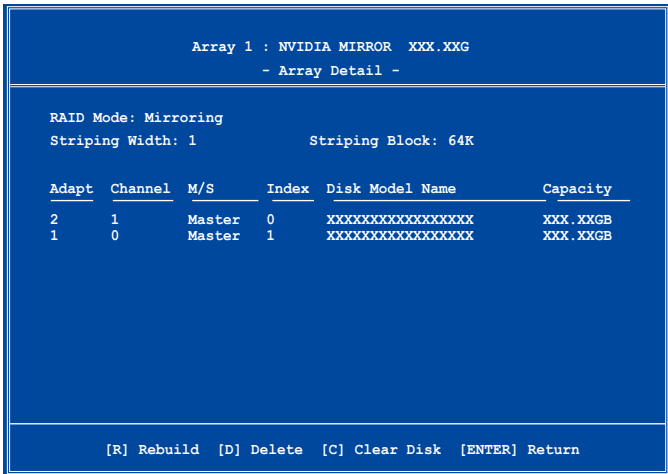 Array 1 : NVIDIA MIRROR XXX.XXG
- Array Detail -
RAID Mode: Mirroring
Striping Width: 1 Striping Block: 64K
Adapt Channel M/S Index Disk Model Name Capacity
2 1 Master 0 XXXXXXXXXXXXXXXXX XXX.XXGB
1 0 Master 1 XXXXXXXXXXXXXXXXX XXX.XXGB
[R] Rebuild [D] Delete [C] Clear Disk [ENTER] Return